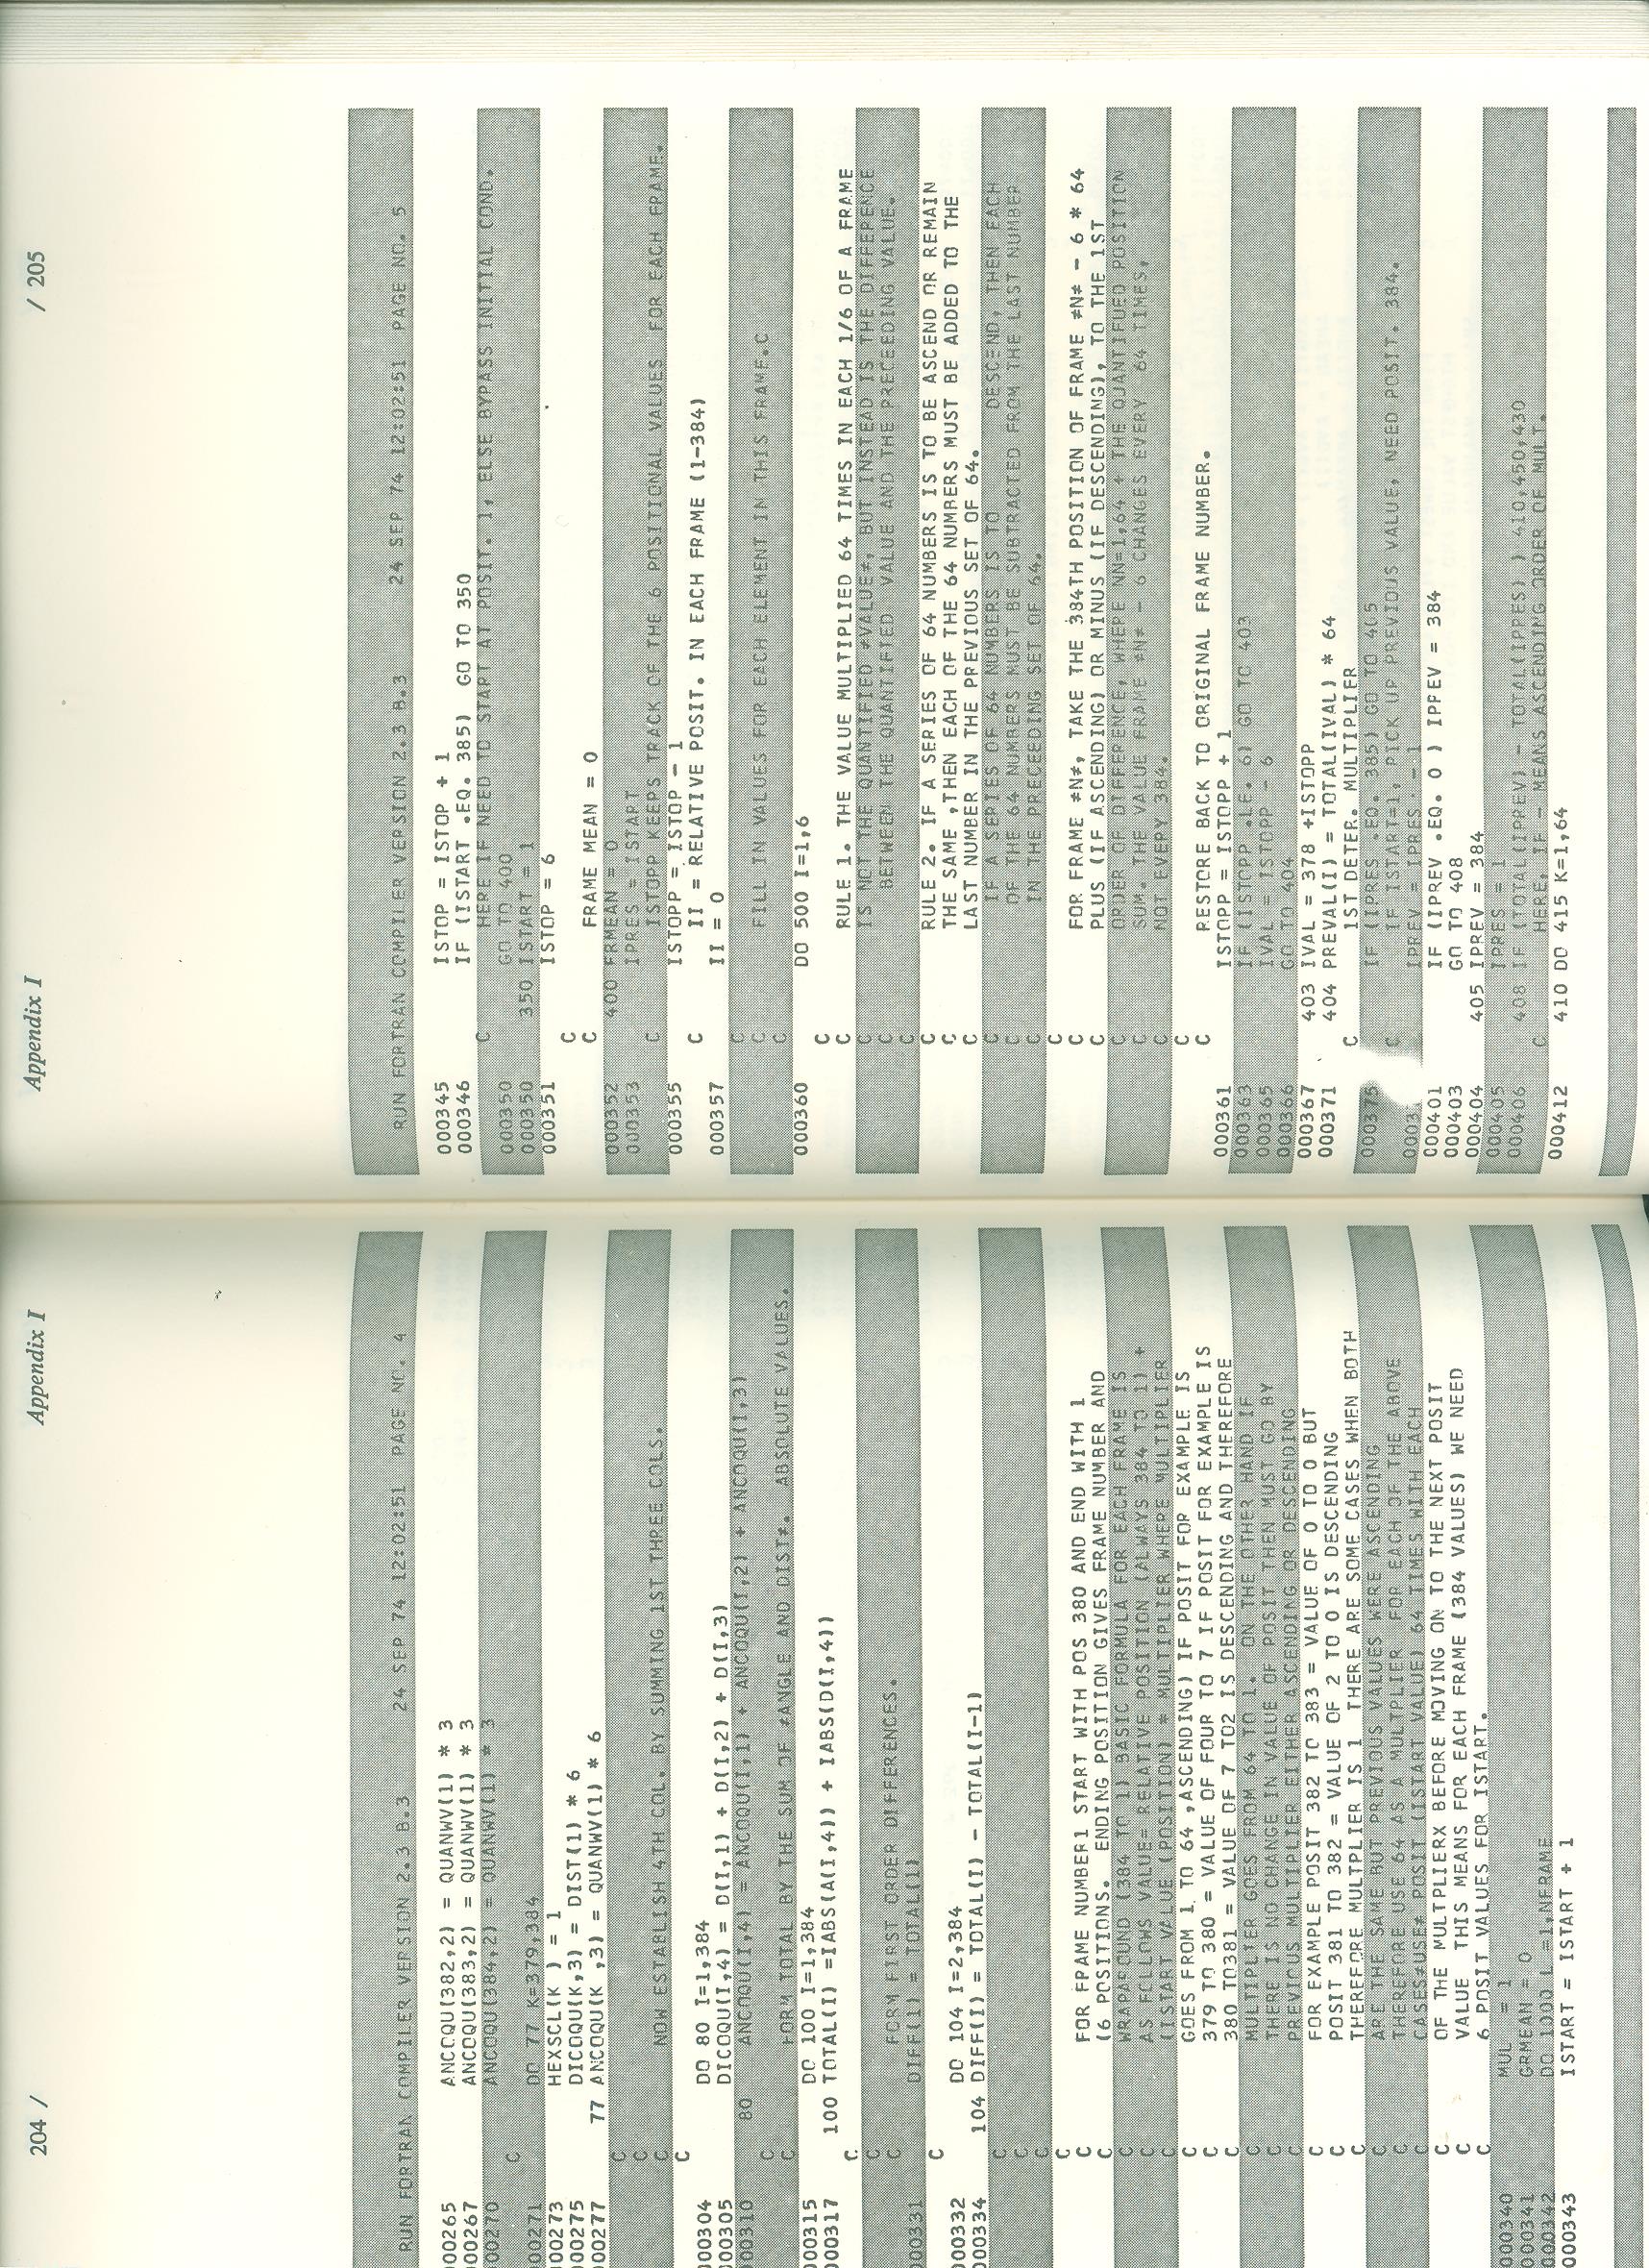 204 /
Appendix I
RUN FORTRAN COMPILER VERSION 2.3 B.3 24 SEP 74 12:02:51 PAGE NO. 4
000265 ANCOQU(382,2) = QUANWV(1) * 3
000267 ANCOQU(383,2) = QUANWV(1) * 3
000270 ANCOQU(384,2) = QUANWV(1) * 3
C
000271 DO 77 K=379,384
000273 HEXSCL(K ) = 1
000275 DICOQU(K,3) = DIST(1) * 6
000277 77 ANCOQU(K ,3) = QUANWV(1) * 6
C
C
C NOW ESTABLISH 4TH COL. BY SUMMING 1ST THREE COLS.
C
000304 DO 80 I=1,384
000305 DICOQU(I,4) = D(I,1) + D(I,2) + D(I,3)
000310 80 ANCOQU(I,4) = ANCOQU(I,1) + ANCOQU(I,2) + ANCOQU(I,3)
C
C FORM TOTAL BY THE SUM OF ≠ANGLE AND DIST≠. ABSOLUTE VALUES.
000315 DO 100 I=1,384
000317 100 TOTAL(I) =IABS(A(I,4)) + IABS(D(I,4))
C
C
C FORM FIRST ORDER DIFFERENCES.
000331 DIFF(1) = TOTAL(1)
C
000332 DO 104 I=2,384
000334 104 DIFF(I) = TOTAL(I) - TOTAL(I-1)
C
C
C
C
C FOR FRAME NUMBER1 START WITH POS 380 AND END WITH 1
C (6 POSITIONS. ENDING POSITION GIVES FRAME NUMBER AND
C WRAPAROUND (384 TO 1) BASIC FORMULA FOR EACH FRAME IS
C AS FOLLOWS VALUE= RELATIVE POSITION (ALWAYS 384 TO 1) +
C (ISTART VALUE (POSITION) * MULTIPLIER WHERE MULTIPLIER
C GOES FROM 1 TO 64 ,ASCENDING) IF POSIT FOR EXAMPLE IS
C 379 TO 380 = VALUE OF FOUR TO 7 IF POSIT FOR EXAMPLE IS
C 380 TO381 = VALUE OF 7 TO2 IS DESCENDING AND THEREFORE
C MULTIPLIER GOES FROM 64 TO 1. ON THE OTHER HAND IF
C THERE IS NO CHANGE IN VALUE OF POSIT THEN MUST GO BY
C PREVIOUS MULTIPLIER EITHER ASCENDING OR DESCENDING
C FOR EXAMPLE POSIT 382 TO 383 = VALUE OF 0 TO 0 BUT
C POSIT 381 TO 382 = VALUE OF 2 TO 0 IS DESCENDING
C THEREFORE MULTPLIER IS 1 THERE ARE SOME CASES WHEN BOTH
C ARE THE SAME BUT PREVIOUS VALUES WERE ASCENDING
C THEREFORE USE 64 AS A MULTPLIER FOR EACH OF THE ABOVE
C CASES≠USE≠ POSIT (ISTART VALUE) 64 TIMES WITH EACH
C OF THE MULTPLIERX BEFORE MOVING ON TO THE NEXT POSIT
C VALUE THIS MEANS FOR EACH FRAME (384 VALUES) WE NEED
C 6 POSIT VALUES FOR ISTART.
000340 MUL = 1
000341 GRMEAN = 0
000342 DO 1000 L =1,NFRAME
000343 ISTART = ISTART + 1
Appendix I
/ 205
RUN FORTRAN COMPILER VERSION 2.3 B.3 24 SEP 74 12:02:51 PAGE NO. 5
000345 ISTOP = ISTOP + 1
000346 IF (ISTART .EQ. 385) GO TO 350
C HERE IF NEED TO START AT POSIT. 1, ELSE BYPASS INITIAL COND.
000350 GO TO 400
000350 350 ISTART = 1
000351 ISTOP = 6
C
C FRAME MEAN = 0
000352 400 FRMEAN = 0
000353 IPRES = ISTART
C ISTOPP KEEPS TRACK OF THE 6 POSITIONAL VALUES FOR EACH FRAME.
000355 ISTOPP = ISTOP - 1
C II = RELATIVE POSIT. IN EACH FRAME (1-384)
000357 II = 0
C
C FILL IN VALUES FOR EACH ELEMENT IN THIS FRAME.C
C
000360 DO 500 I=1,6
C
C RULE 1. THE VALUE MULTIPLIED 64 TIMES IN EACH 1/6 OF A FRAME
C IS NOT THE QUANTIFIED ≠VALUE≠, BUT INSTEAD IS THE DIFFERENCE
C BETWEEN THE QUANTIFIED VALUE AND THE PRECEEDING VALUE.
C
C RULE 2. IF A SERIES OF 64 NUMBERS IS TO BE ASCEND OR REMAIN
C THE SAME ,THEN EACH OF THE 64 NUMBERS MUST BE ADDED TO THE
C LAST NUMBER IN THE PREVIOUS SET OF 64.
C IF A SERIES OF 64 NUMBERS IS TO DESCEND, THEN EACH
C OF THE 64 NUMBERS MUST BE SUBTRACTED FROM THE LAST NUMBER
C IN THE PRECEEDING SET OF 64.
C
C FOR FRAME ≠N≠, TAKE THE 384TH POSITION OF FRAME ≠N≠ - 6 * 64
C PLUS (IF ASCENDING) OR MINUS (IF DESCENDING), TO THE 1ST
C ORDER OF DIFFERENCE, WHERE NN=1,64 + THE QUANTIFUED POSITION
C SUM. THE VALUE FRAME ≠N≠ - 6 CHANGES EVERY 64 TIMES,
C NOT EVERY 384.
C
C RESTORE BACK TO ORIGINAL FRAME NUMBER.
000361 ISTOPP = ISTOPP + 1
000363 IF (ISTOPP .LE. 6) GO TO 403
000365 IVAL = ISTOPP - 6
000366 GO TO 404
000367 403 IVAL = 378 +ISTOPP
000371 404 PREVAL(I) = TOTAL(IVAL) * 64
C 1ST DETER. MULTIPLIER
000375 IF (IPRES .EQ. 385) GO TO 405
C IF ISTART=1, PICK UP PREVIOUS VALUE, NEED POSIT. 384.
IPREV = IPRES - 1
000401 IF (IPREV .EQ. 0 ) IPREV = 384
000403 GO TO 408
000404 405 IPREV = 384
000405 IPRES = 1
000406 408 IF (TOTAL(IPREV) - TOTAL(IPRES) ) 410,450,430
C HERE, IF - MEANS ASCENDING ORDER OF MULT.
000412 410 DO 415 K=1,64